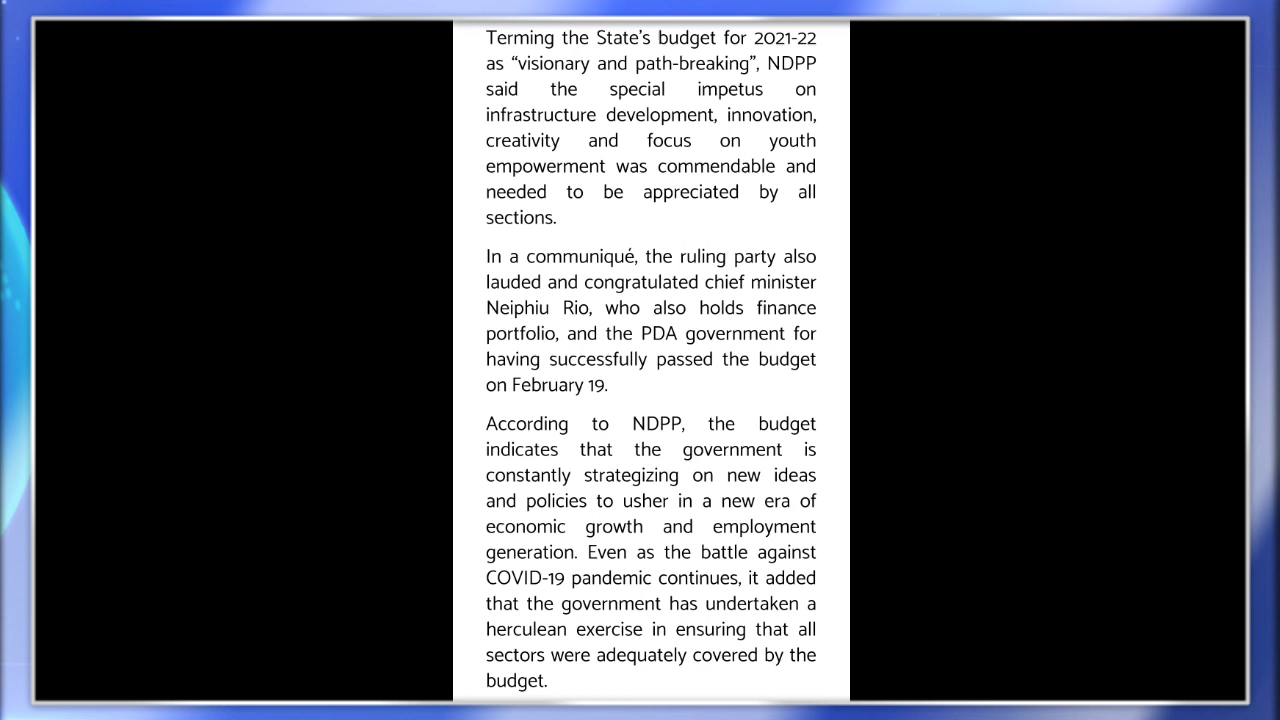 Terming the State's budget for 2021-22
as “visionary and path-breaking”, NDPP
said the special impetus on
infrastructure development, innovation,
creativity and focus on youth
empowerment was commendable and
needed to be appreciated by all
sections.
In a communiqué, the ruling party also
lauded and congratulated chief minister
Neiphiu Rio, who also holds finance
portfolio, and the PDA government for
having successfully passed the budget
on February 19.
According to NDPP, the budget
indicates that the government is
constantly strategizing on new ideas
and policies to usher in a new era of
economic growth and employment
generation. Even as the battle against
COVID-19 pandemic continues, it added
that the government has undertaken a
herculean exercise in ensuring that all
sectors were adequately covered by the
budget.